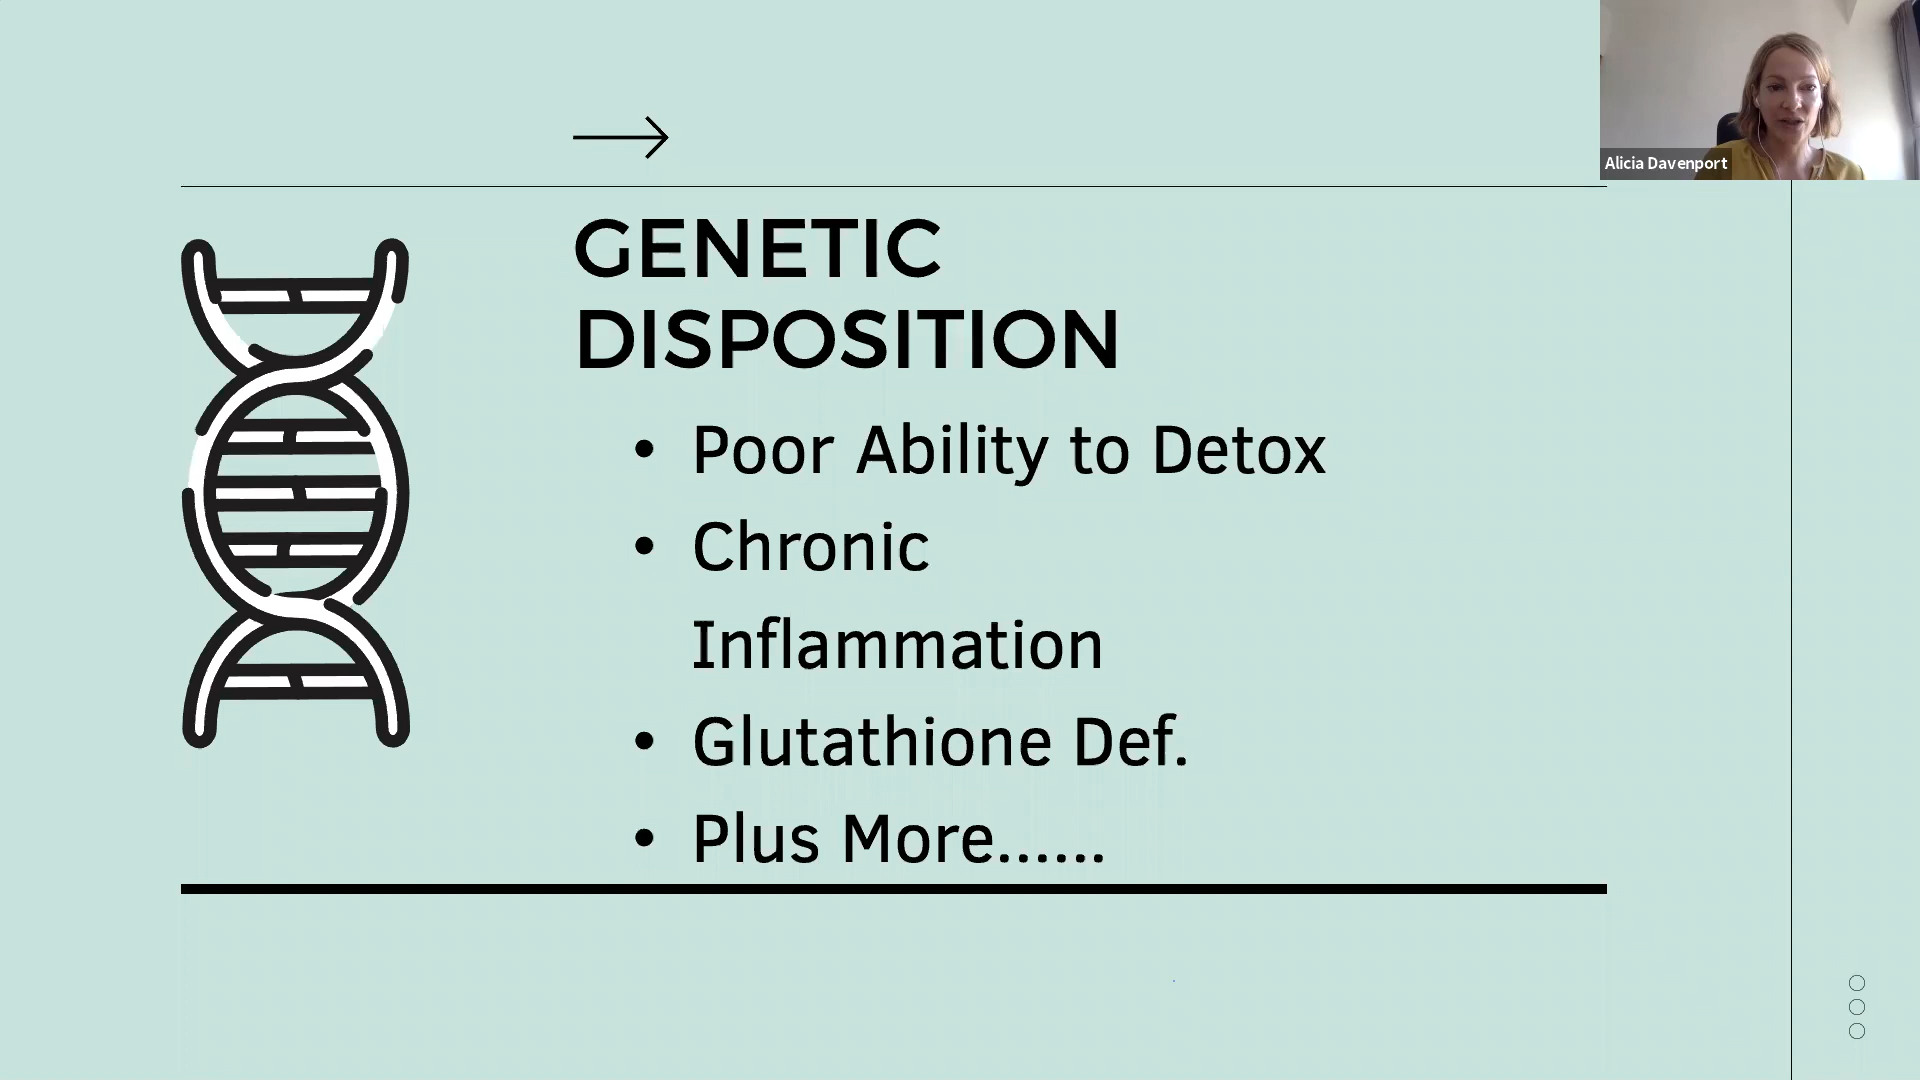 Alicia Davenport
GENETIC
DISPOSITION
• Poor Ability to Detox
• Chronic
Inflammation
• Glutathione Def.
• Plus More......